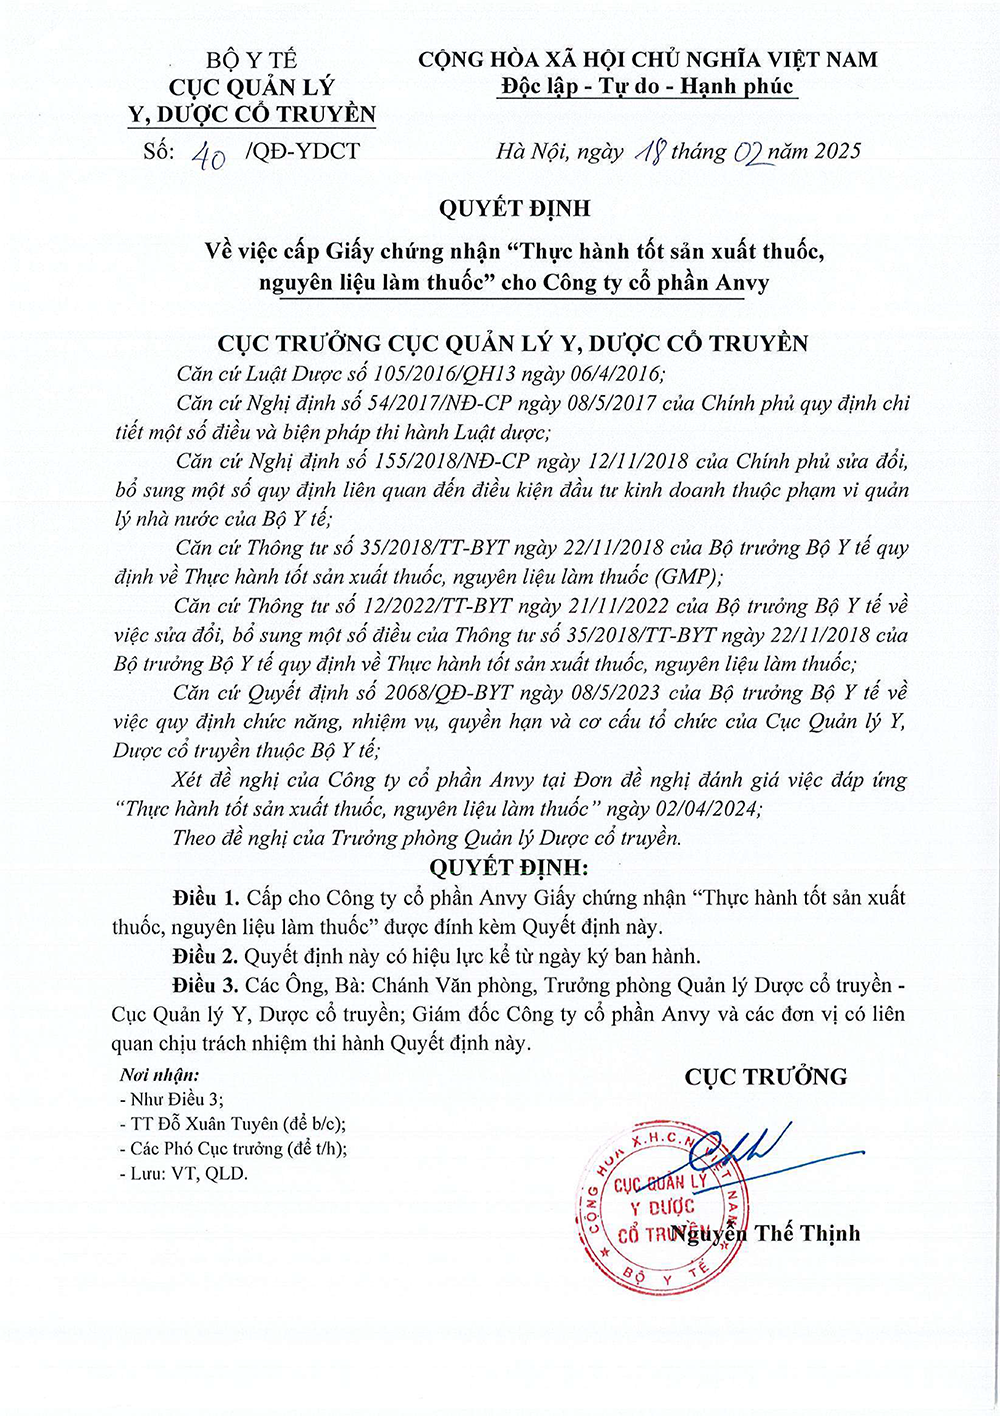 BỘ Y TẾ
CỤC QUẢN LÝ
Y, DƯỢC CỔ TRUYỀN
Số: 40 /QĐ-YDCT
CỘNG HÒA XÃ HỘI CHỦ NGHĨA VIỆT NAM
Độc lập - Tự do - Hạnh phúc
Hà Nội, ngày 18 tháng 02 năm 2025
QUYẾT ĐỊNH
Về việc cấp Giấy chứng nhận “Thực hành tốt sản xuất thuốc,
nguyên liệu làm thuốc” cho Công ty cổ phần Anvy
CỤC TRƯỞNG CỤC QUẢN LÝ Y, DƯỢC CỔ TRUYỀN
Căn cứ Luật Dược số 105/2016/QH13 ngày 06/4/2016;
Căn cứ Nghị định số 54/2017/NĐ-CP ngày 08/5/2017 của Chính phủ quy định chi
tiết một số điều và biện pháp thi hành Luật dược;
Căn cứ Nghị định số 155/2018/NĐ-CP ngày 12/11/2018 của Chính phủ sửa đổi,
bổ sung một số quy định liên quan đến điều kiện đầu tư kinh doanh thuộc phạm vi quản
lý nhà nước của Bộ Y tế;
Căn cứ Thông tư số 35/2018/TT-BYT ngày 22/11/2018 của Bộ trưởng Bộ Y tế quy
định về Thực hành tốt sản xuất thuốc, nguyên liệu làm thuốc (GMP);
Căn cứ Thông tư số 12/2022/TT-BYT ngày 21/11/2022 của Bộ trưởng Bộ Y tế về
việc sửa đổi, bổ sung một số điều của Thông tư số 35/2018/TT-BYT ngày 22/11/2018 của
Bộ trưởng Bộ Y tế quy định về Thực hành tốt sản xuất thuốc, nguyên liệu làm thuốc;
Căn cứ Quyết định số 2068/QĐ-BYT ngày 08/5/2023 của Bộ trưởng Bộ Y tế về
việc quy định chức năng, nhiệm vụ, quyền hạn và cơ cấu tổ chức của Cục Quản lý Y,
Dược cổ truyền thuộc Bộ Y tế;
Xét đề nghị của Công ty cổ phần Anvy tại Đơn đề nghị đánh giá việc đáp ứng
“Thực hành tốt sản xuất thuốc, nguyên liệu làm thuốc” ngày 02/04/2024;
Theo đề nghị của Trưởng phòng Quản lý Dược cổ truyền.
QUYẾT ĐỊNH:
Điều 1. Cấp cho Công ty cổ phần Anvy Giấy chứng nhận “Thực hành tốt sản xuất
thuốc, nguyên liệu làm thuốc” được đính kèm Quyết định này.
Điều 2. Quyết định này có hiệu lực kể từ ngày ký ban hành.
Điều 3. Các Ông, Bà: Chánh Văn phòng, Trưởng phòng Quản lý Dược cổ truyền -
Cục Quản lý Y, Dược cổ truyền; Giám đốc Công ty cổ phần Anvy và các đơn vị có liên
quan chịu trách nhiệm thi hành Quyết định này.
Nơi nhận:
- Như Điều 3;
- TT Đỗ Xuân Tuyên (để b/c);
- Các Phó Cục trưởng (để t/h);
- Lưu: VT, QLD.
CỤC TRƯỞNG
CỘNG HÒA X.H.C.N VIỆT NAM
CỤC QUẢN LÝ
Y DƯỢC
CỔ TRUYỀN
BỘ Y TẾ
Nguyễn Thế Thịnh